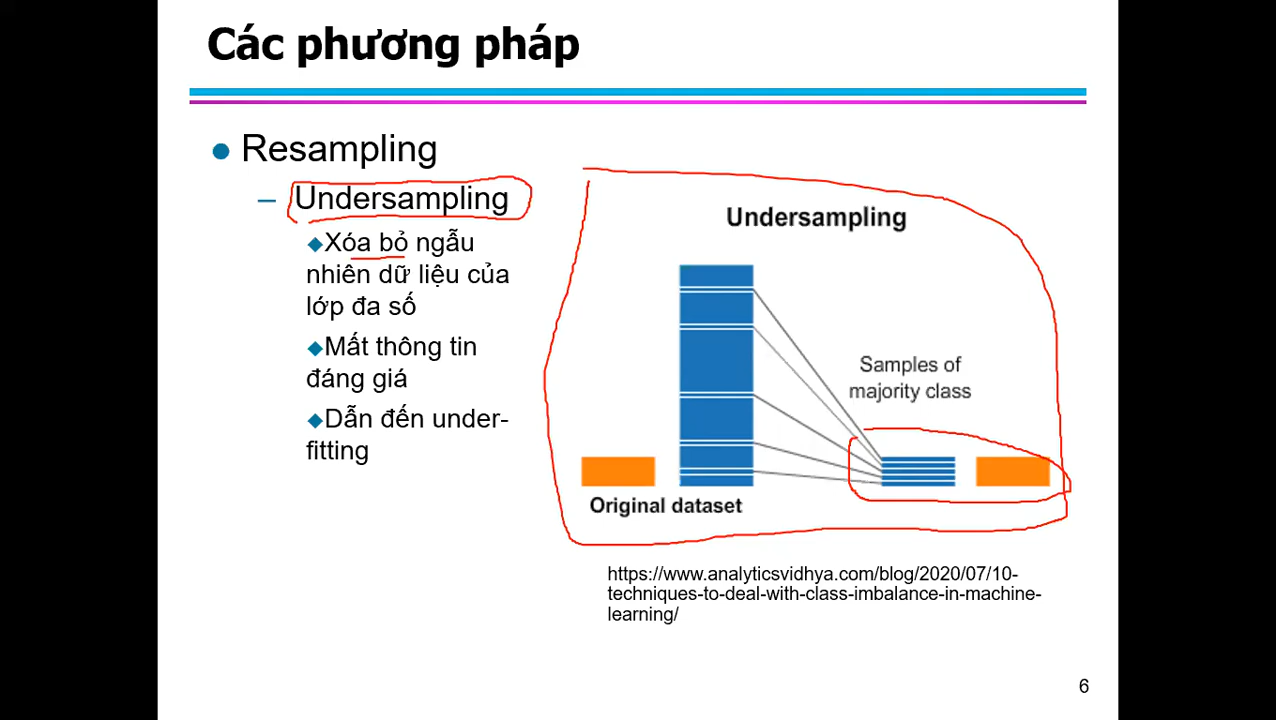 Các phương pháp
Resampling
– Undersampling
Xóa bỏ ngẫu
nhiên dữ liệu của
lớp đa số
Mất thông tin
đáng giá
Dẫn đến under-
fitting
Undersampling
Samples of
majority class
Original dataset
https://www.analyticsvidhya.com/blog/2020/07/10-
techniques-to-deal-with-class-imbalance-in-machine-
learning/
6